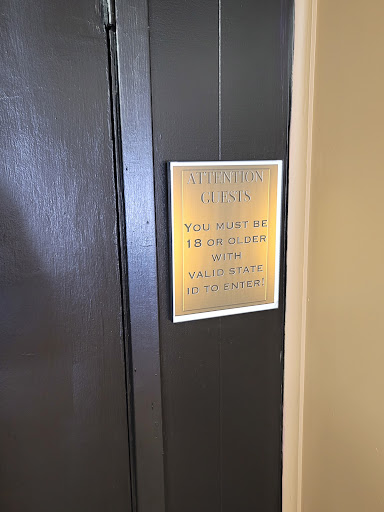 ATTENTION
GUESTS
YOU MUST BE
18 OR OLDER
WITH
VALID STATE
ID TO ENTER!